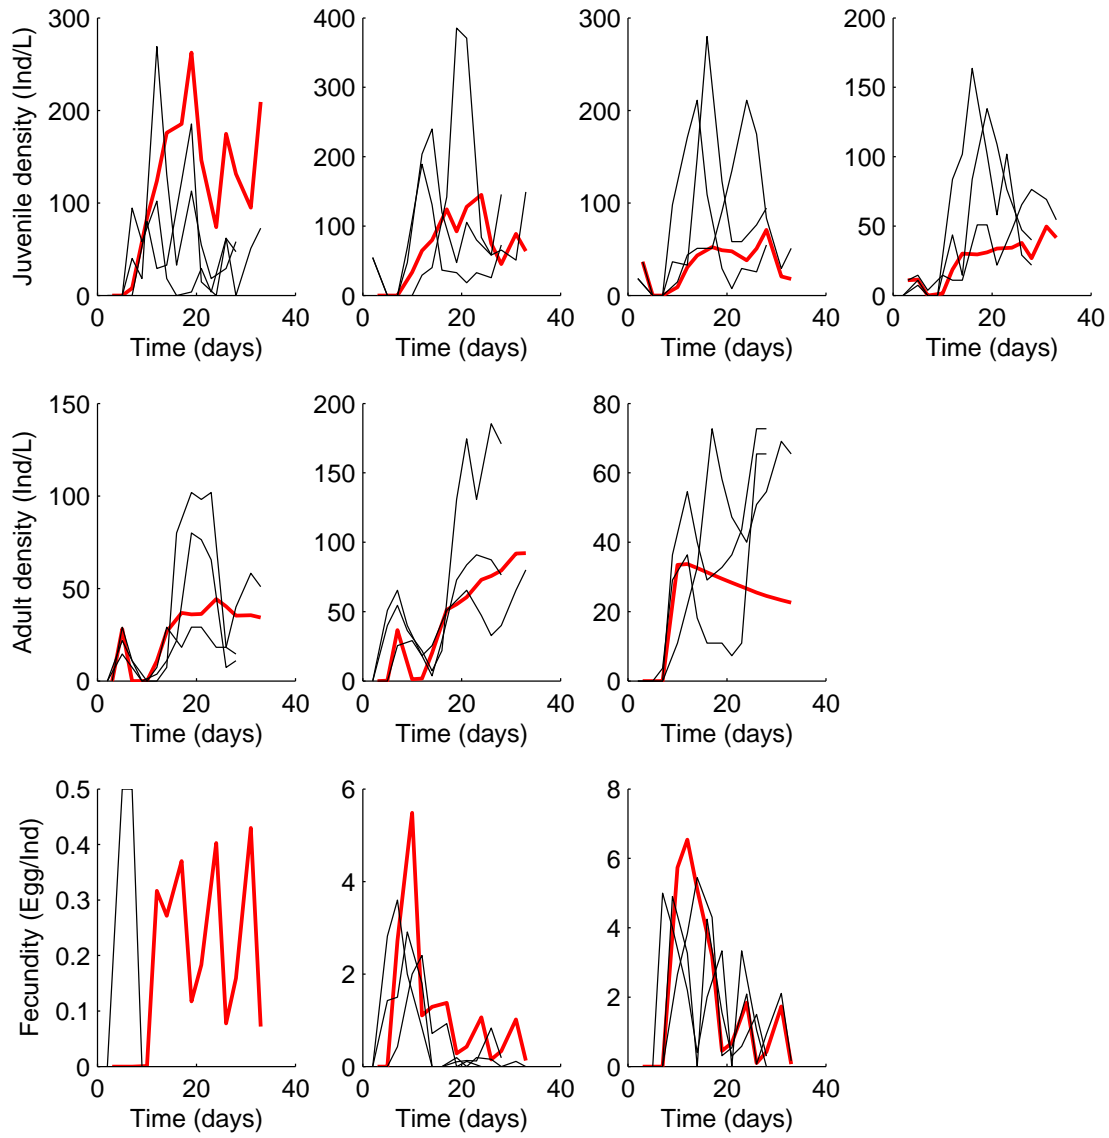 Juvenile density (Ind/L)
300
200
100
0
0 20 40
Time (days)
400
300
200
100
0
0 20 40
Time (days)
300
200
100
0
0 20 40
Time (days)
200
150
100
50
0
0 20 40
Time (days)
Adult density (Ind/L)
150
100
50
0
0 20 40
Time (days)
200
150
100
50
0
0 20 40
Time (days)
80
60
40
20
0
0 20 40
Time (days)
Fecundity (Egg/Ind)
0.5
0.4
0.3
0.2
0.1
0
0 20 40
Time (days)
6
4
2
0
0 20 40
Time (days)
8
6
4
2
0
0 20 40
Time (days)